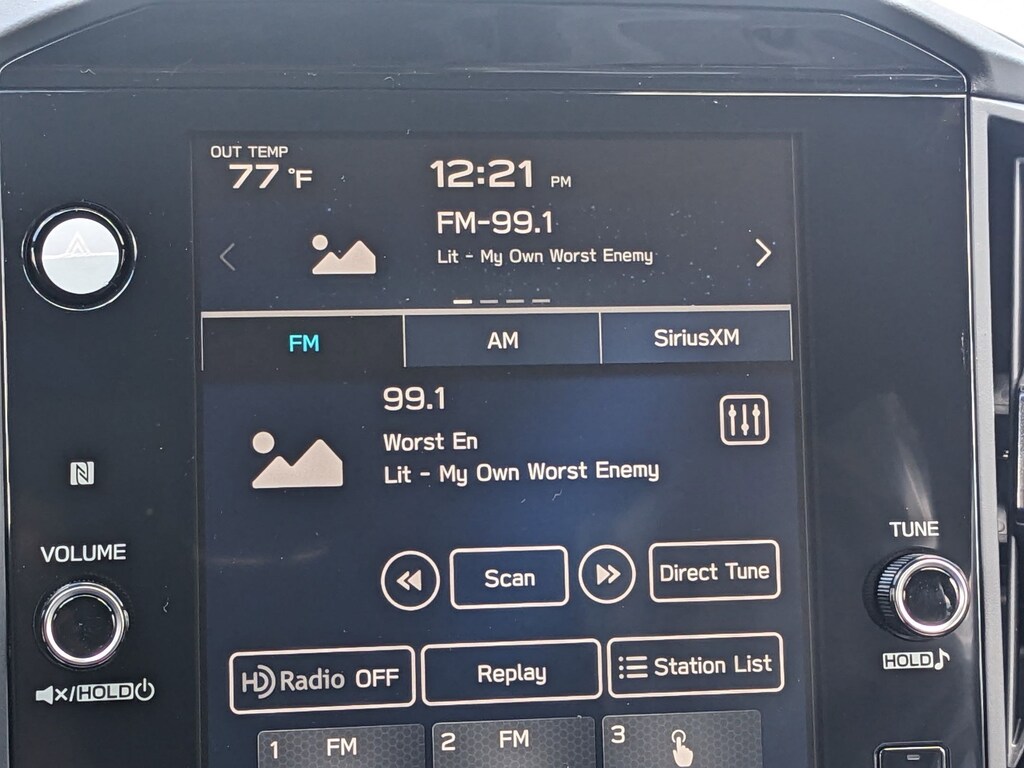 OUT TEMP
77 °F
12:21 PM
FM-99.1
Lit - My Own Worst Enemy
FM
AM
SiriusXM
99.1
Worst En
Lit - My Own Worst Enemy
VOLUME
TUNE
Scan
Direct Tune
HD Radio OFF
Replay
Station List
HOLD
/HOLD
1 FM
2 FM
3